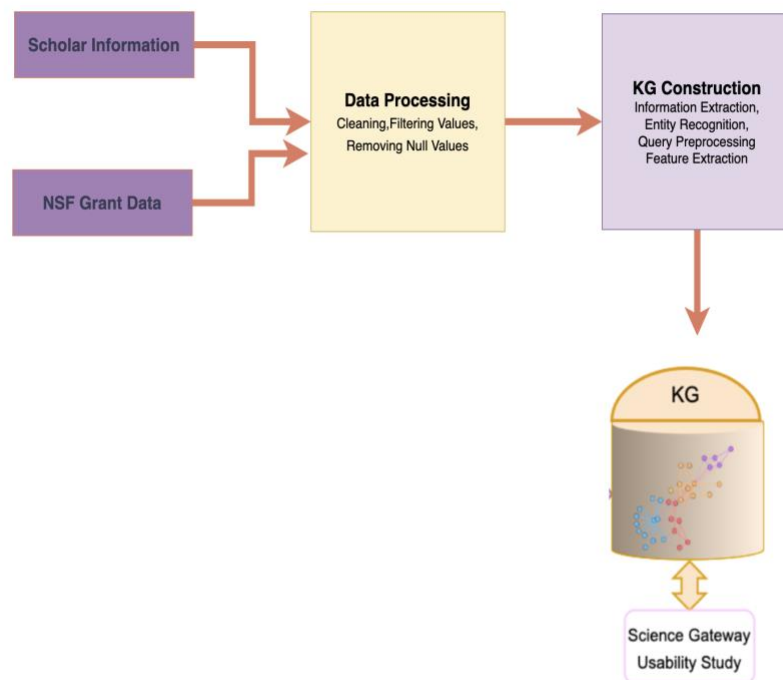 Scholar Information
NSF Grant Data
Data Processing
Cleaning,Filtering Values,
Removing Null Values
KG Construction
Information Extraction,
Entity Recognition,
Query Preprocessing
Feature Extraction
KG
Science Gateway
Usability Study